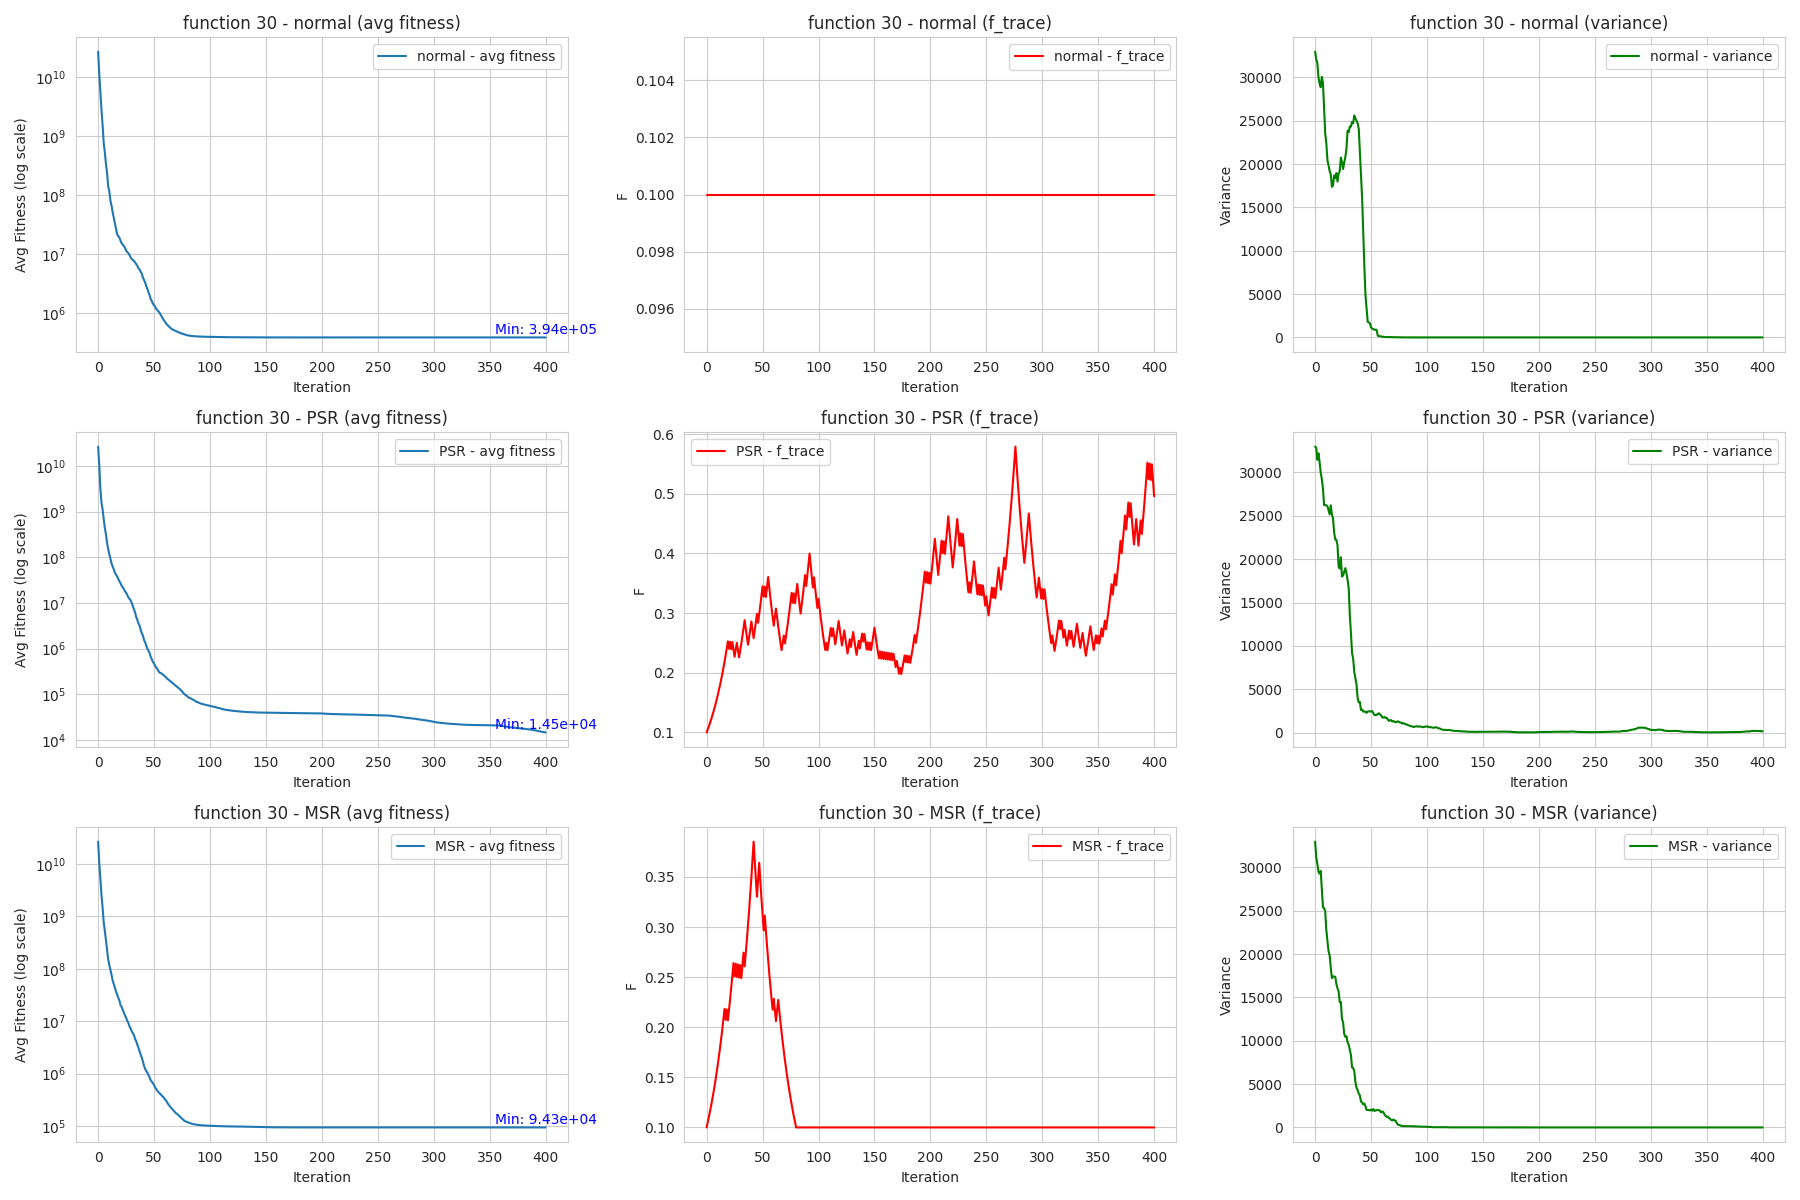 function 30 - normal (avg fitness)
normal - avg fitness
Avg Fitness (log scale)
10^10
10^9
10^8
10^7
10^6
Min: 3.94e+05
0 50 100 150 200 250 300 350 400
Iteration
function 30 - normal (f_trace)
normal - f_trace
F
0.104
0.102
0.100
0.098
0.096
0 50 100 150 200 250 300 350 400
Iteration
function 30 - normal (variance)
normal - variance
Variance
30000
25000
20000
15000
10000
5000
0
0 50 100 150 200 250 300 350 400
Iteration
function 30 - PSR (avg fitness)
PSR - avg fitness
Avg Fitness (log scale)
10^10
10^9
10^8
10^7
10^6
10^5
10^4
Min: 1.45e+04
0 50 100 150 200 250 300 350 400
Iteration
function 30 - PSR (f_trace)
PSR - f_trace
F
0.6
0.5
0.4
0.3
0.2
0.1
0 50 100 150 200 250 300 350 400
Iteration
function 30 - PSR (variance)
PSR - variance
Variance
30000
25000
20000
15000
10000
5000
0
0 50 100 150 200 250 300 350 400
Iteration
function 30 - MSR (avg fitness)
MSR - avg fitness
Avg Fitness (log scale)
10^10
10^9
10^8
10^7
10^6
10^5
Min: 9.43e+04
0 50 100 150 200 250 300 350 400
Iteration
function 30 - MSR (f_trace)
MSR - f_trace
F
0.35
0.30
0.25
0.20
0.15
0.10
0 50 100 150 200 250 300 350 400
Iteration
function 30 - MSR (variance)
MSR - variance
Variance
30000
25000
20000
15000
10000
5000
0
0 50 100 150 200 250 300 350 400
Iteration